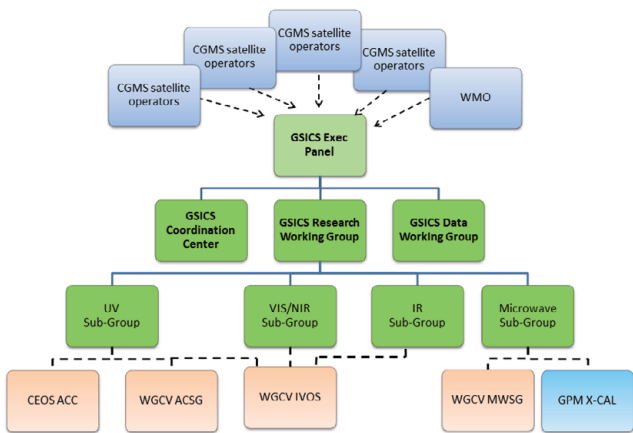 CGMS satellite
operators
CGMS satellite
operators
CGMS satellite
operators
CGMS satellite
operators
WMO
GSICS Exec
Panel
GSICS
Coordination
Center
GSICS Research
Working Group
GSICS Data
Working Group
UV
Sub-Group
VIS/NIR
Sub-Group
IR
Sub-Group
Microwave
Sub-Group
CEOS ACC
WGCV ACSG
WGCV IVOS
WGCV MWSG
GPM X-CAL